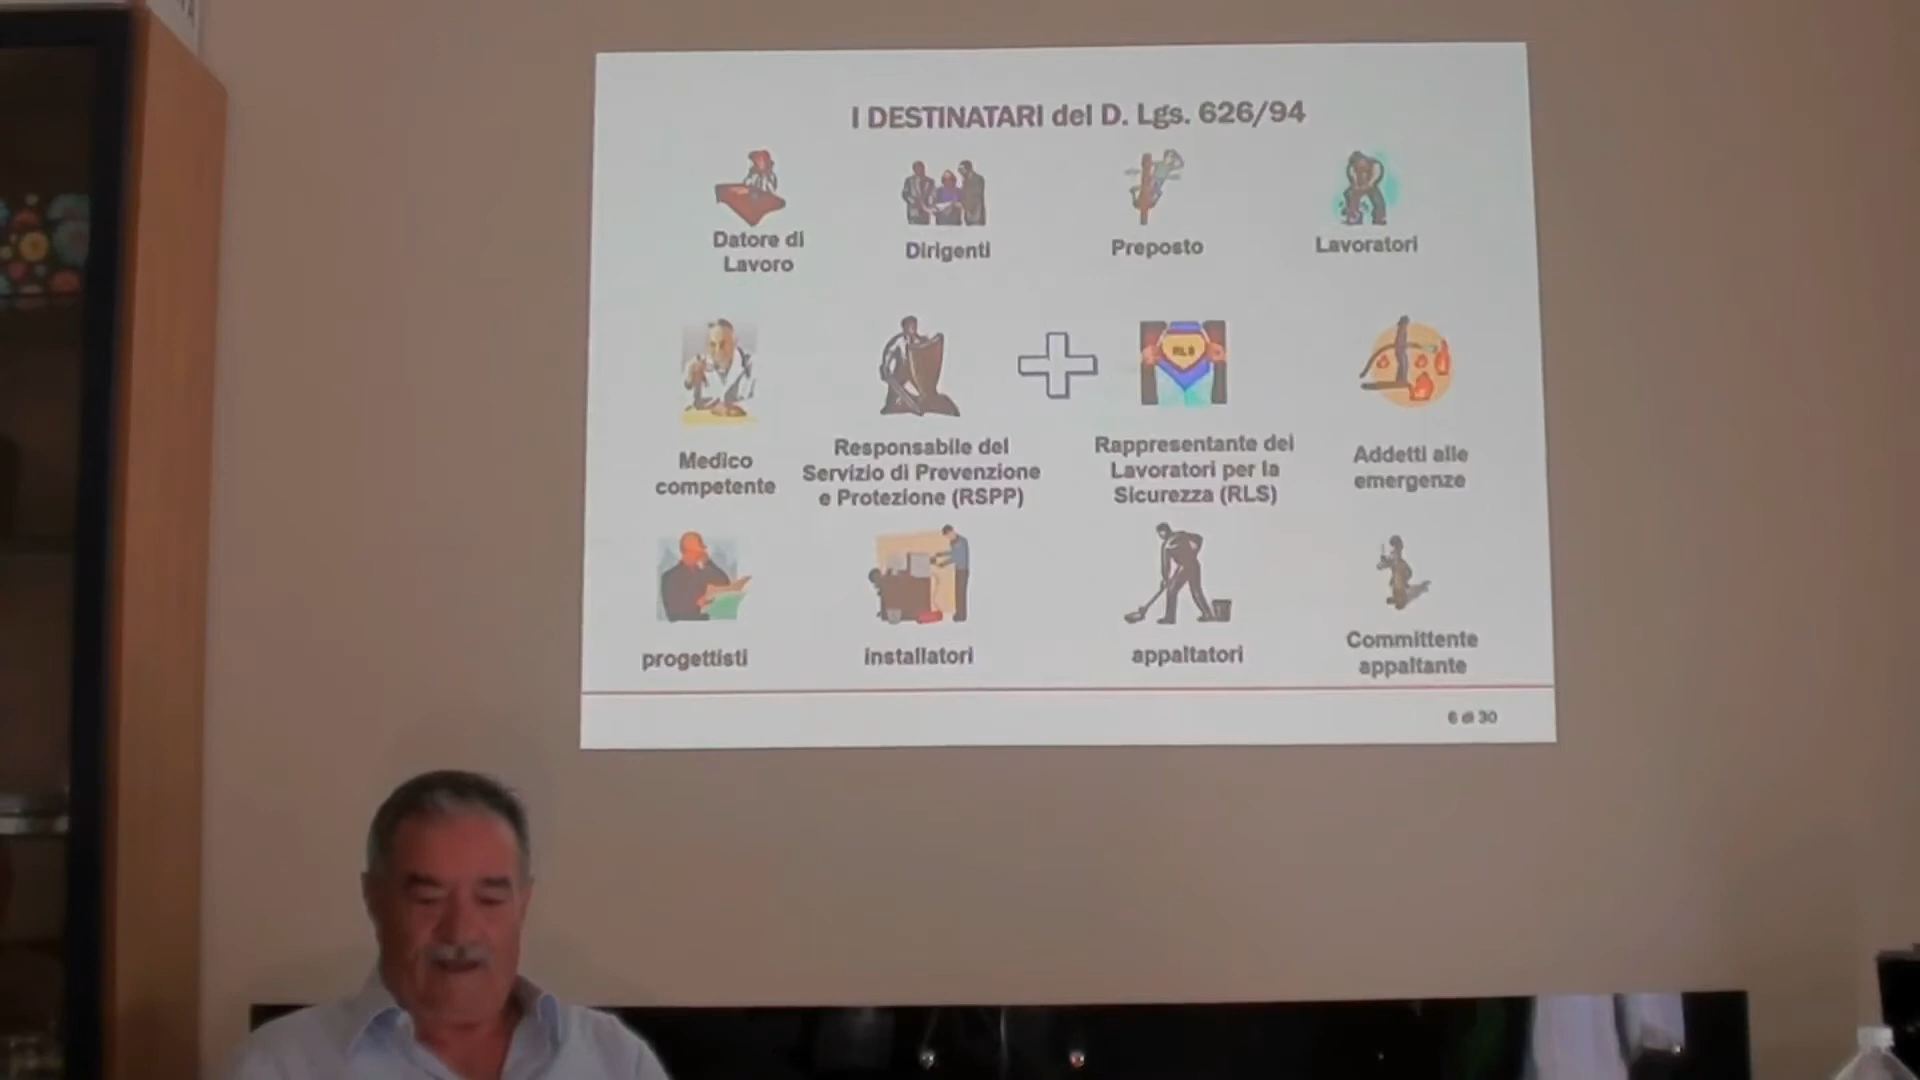 I DESTINATARI del D. Lgs. 626/94
Datore di
Lavoro
Dirigenti
Preposto
Lavoratori
RLS
Medico
competente
Responsabile del
Servizio di Prevenzione
e Protezione (RSPP)
Rappresentante dei
Lavoratori per la
Sicurezza (RLS)
Addetti alle
emergenze
progettisti
installatori
appaltatori
Committente
appaltante
6 di 30